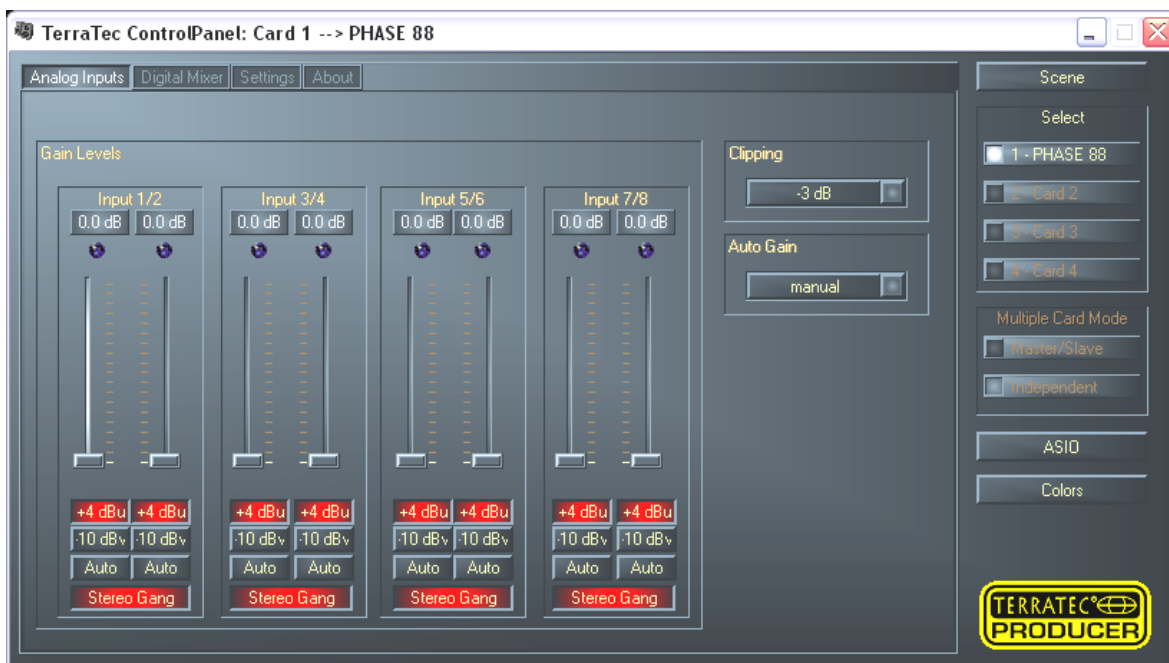 TerraTec ControlPanel: Card 1 --> PHASE 88
Analog Inputs Digital Mixer Settings About
Gain Levels
Input 1/2
0.0 dB 0.0 dB
+4 dBu +4 dBu
-10 dBv -10 dBv
Auto Auto
Stereo Gang
Input 3/4
0.0 dB 0.0 dB
+4 dBu +4 dBu
-10 dBv -10 dBv
Auto Auto
Stereo Gang
Input 5/6
0.0 dB 0.0 dB
+4 dBu +4 dBu
-10 dBv -10 dBv
Auto Auto
Stereo Gang
Input 7/8
0.0 dB 0.0 dB
+4 dBu +4 dBu
-10 dBv -10 dBv
Auto Auto
Stereo Gang
Clipping
-3 dB
Auto Gain
manual
Scene
Select
1 - PHASE 88
2 - Card 2
3 - Card 3
4 - Card 4
Multiple Card Mode
Master/Slave
Independent
ASIO
Colors
TERRATEC
PRODUCER